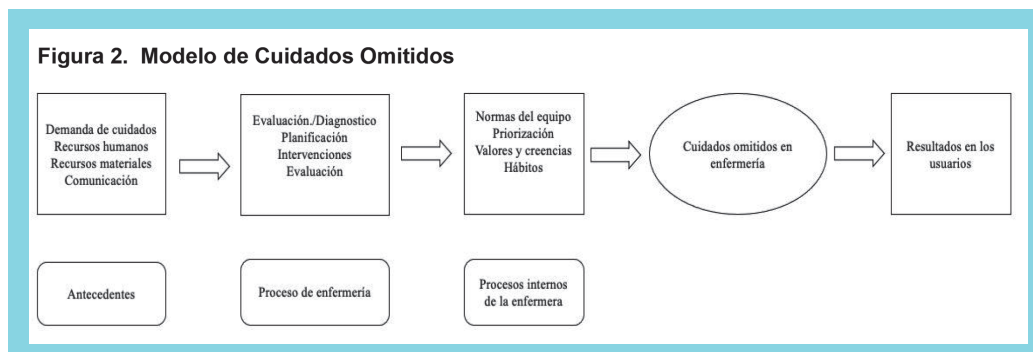 Figura 2. Modelo de Cuidados Omitidos
Demanda de cuidados
Recursos humanos
Recursos materiales
Comunicación
Evaluación./Diagnostico
Planificación
Intervenciones
Evaluación
Normas del equipo
Priorización
Valores y creencias
Hábitos
Cuidados omitidos en
enfermería
Resultados en los
usuarios
Antecedentes
Proceso de enfermería
Procesos internos
de la enfermera